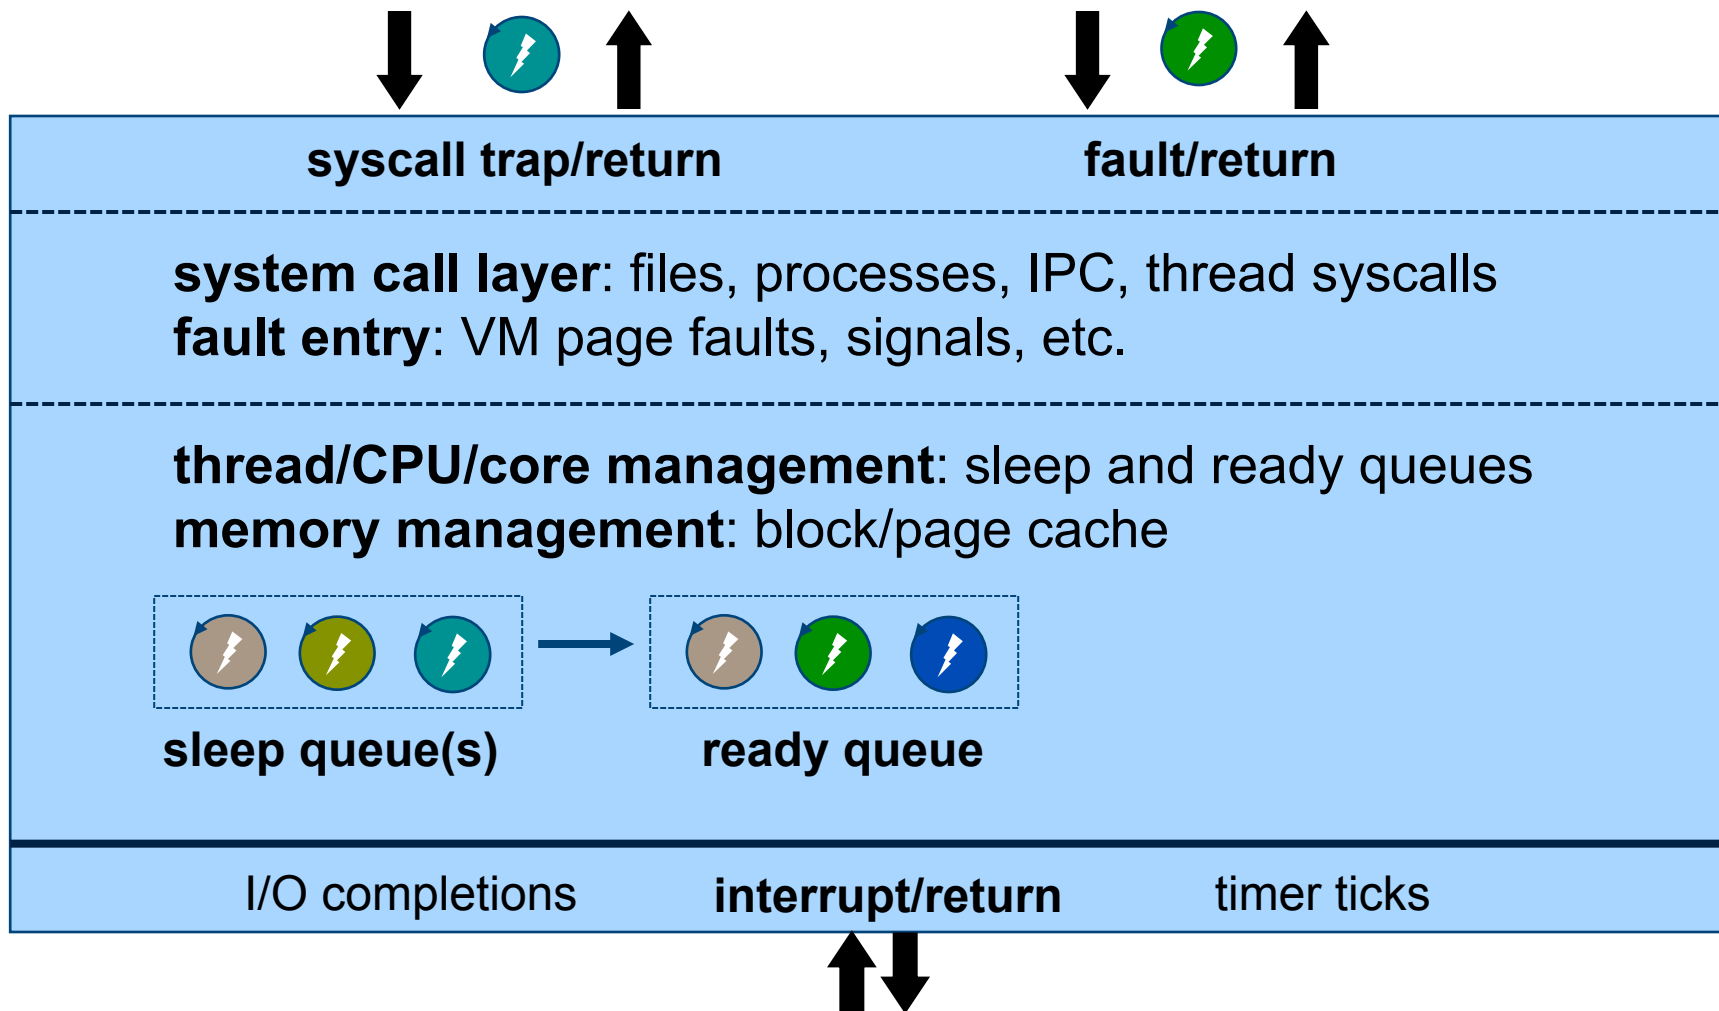 syscall trap/return
fault/return
system call layer: files, processes, IPC, thread syscalls
fault entry: VM page faults, signals, etc.
thread/CPU/core management: sleep and ready queues
memory management: block/page cache
sleep queue(s)
ready queue
I/O completions
interrupt/return
timer ticks